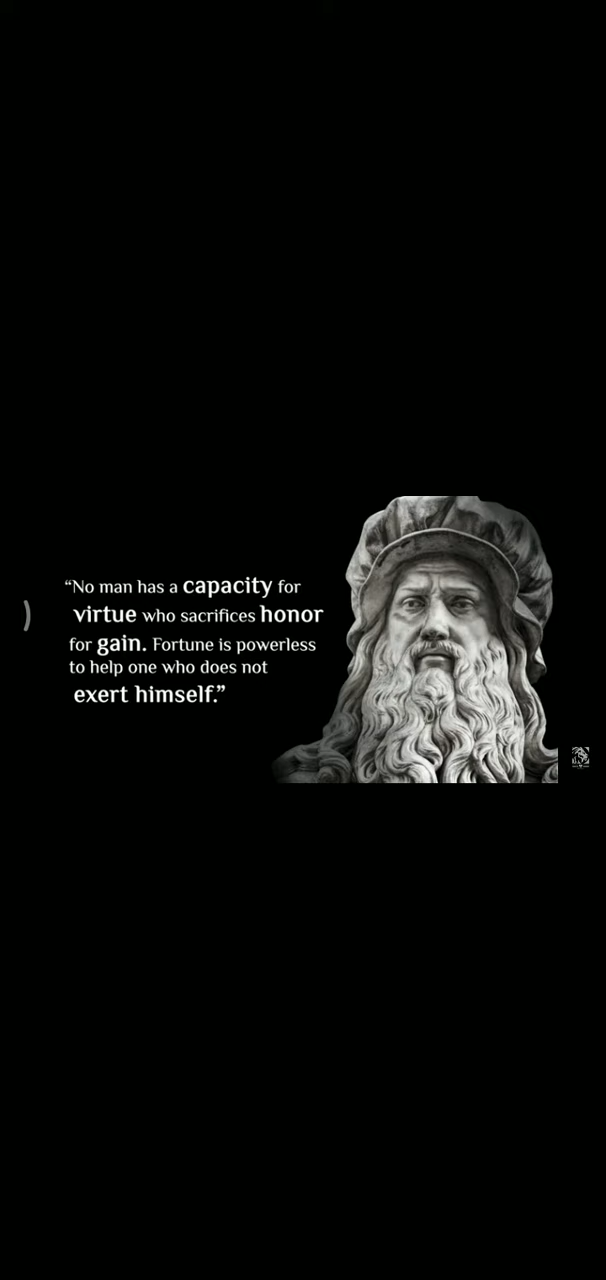 “No man has a capacity for
virtue who sacrifices honor
for gain. Fortune is powerless
to help one who does not
exert himself.”